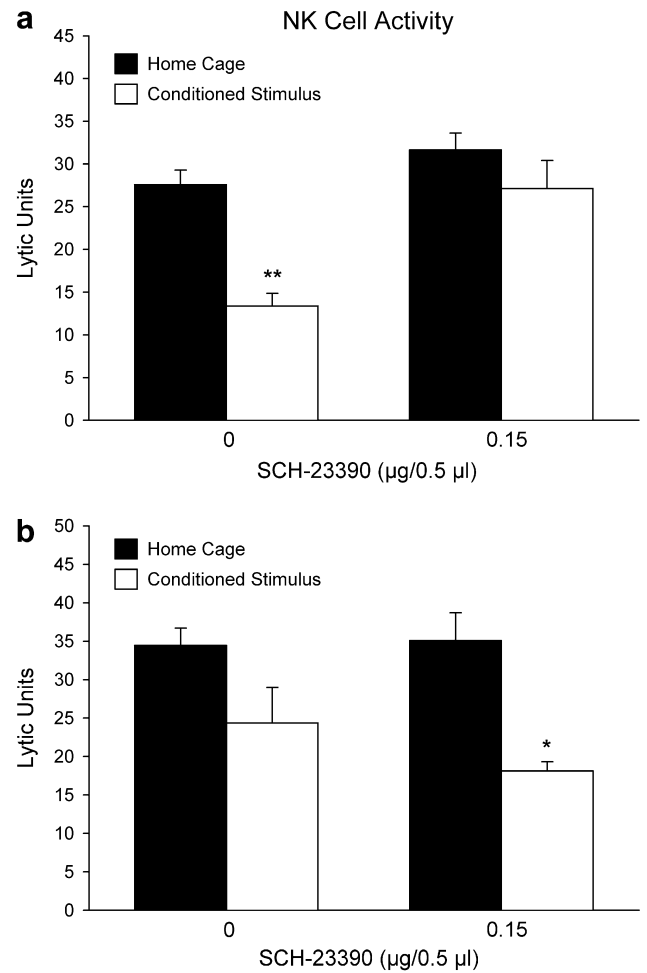 a
NK Cell Activity
45
40
35
30
25
20
15
10
5
0
Lytic Units
Home Cage
Conditioned Stimulus
**
0
0.15
SCH-23390 (µg/0.5 µl)
b
50
45
40
35
30
25
20
15
10
5
0
Lytic Units
Home Cage
Conditioned Stimulus
*
0
0.15
SCH-23390 (µg/0.5 µl)